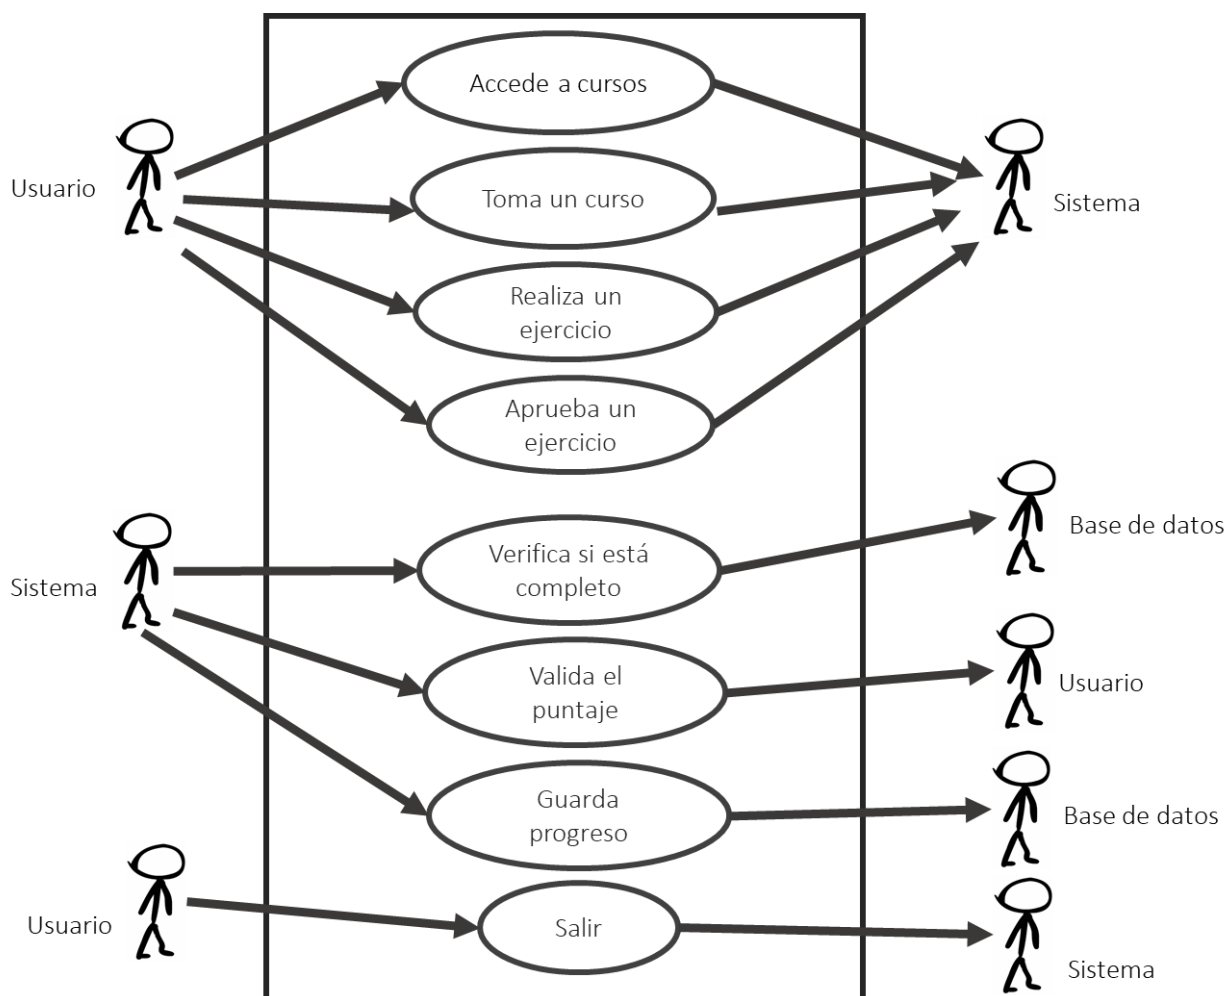 Accede a cursos
Usuario
Toma un curso
Sistema
Realiza un
ejercicio
Aprueba un
ejercicio
Sistema
Verifica si está
completo
Base de datos
Valida el
puntaje
Usuario
Guarda
progreso
Base de datos
Usuario
Salir
Sistema